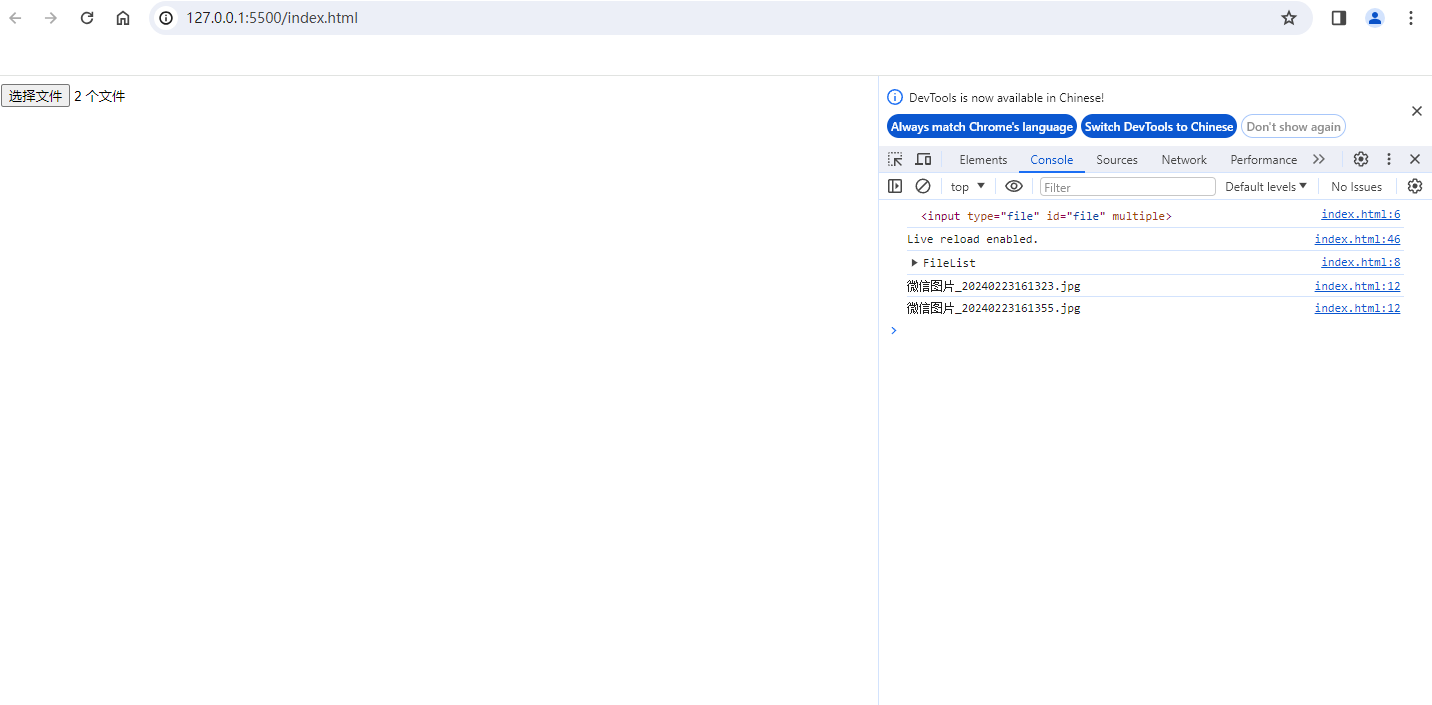 127.0.0.1:5500/index.html
选择文件 2 个文件
DevTools is now available in Chinese!
Always match Chrome's language Switch DevTools to Chinese Don't show again
Elements Console Sources Network Performance
top Filter Default levels No Issues
<input type="file" id="file" multiple> index.html:6
Live reload enabled. index.html:46
FileList index.html:8
微信图片_20240223161323.jpg index.html:12
微信图片_20240223161355.jpg index.html:12